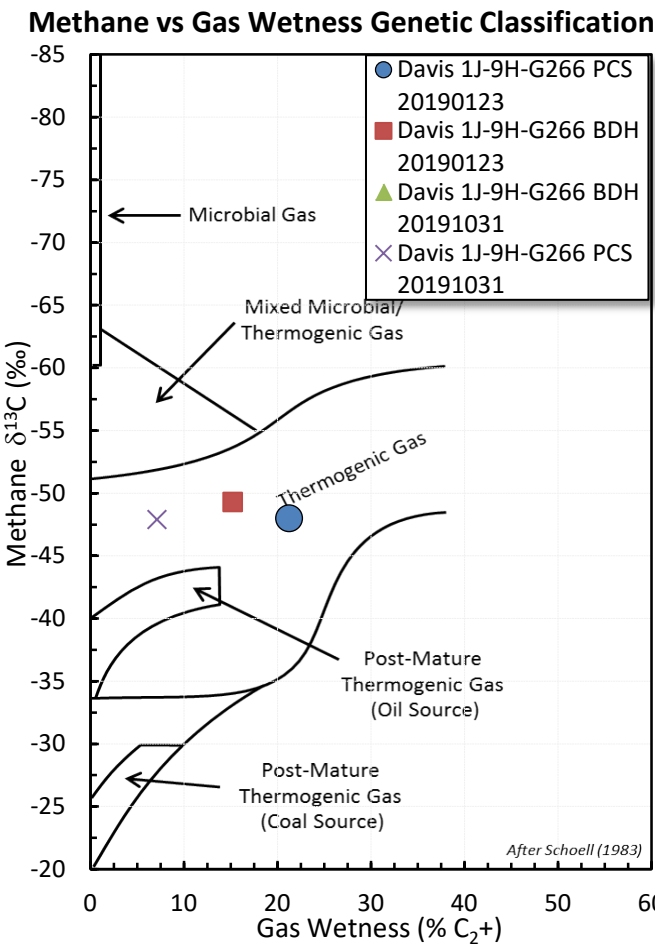 Methane vs Gas Wetness Genetic Classification
Davis 1J-9H-G266 PCS
20190123
Davis 1J-9H-G266 BDH
20190123
Davis 1J-9H-G266 BDH
20191031
Davis 1J-9H-G266 PCS
20191031
-85
-80
-75
-70
-65
-60
-55
-50
-45
-40
-35
-30
-25
-20
Methane δ¹³C (‰)
Microbial Gas
Mixed Microbial/
Thermogenic Gas
Thermogenic Gas
Post-Mature
Thermogenic Gas
(Oil Source)
Post-Mature
Thermogenic Gas
(Coal Source)
After Schoell (1983)
0 10 20 30 40 50 60
Gas Wetness (% C₂+)